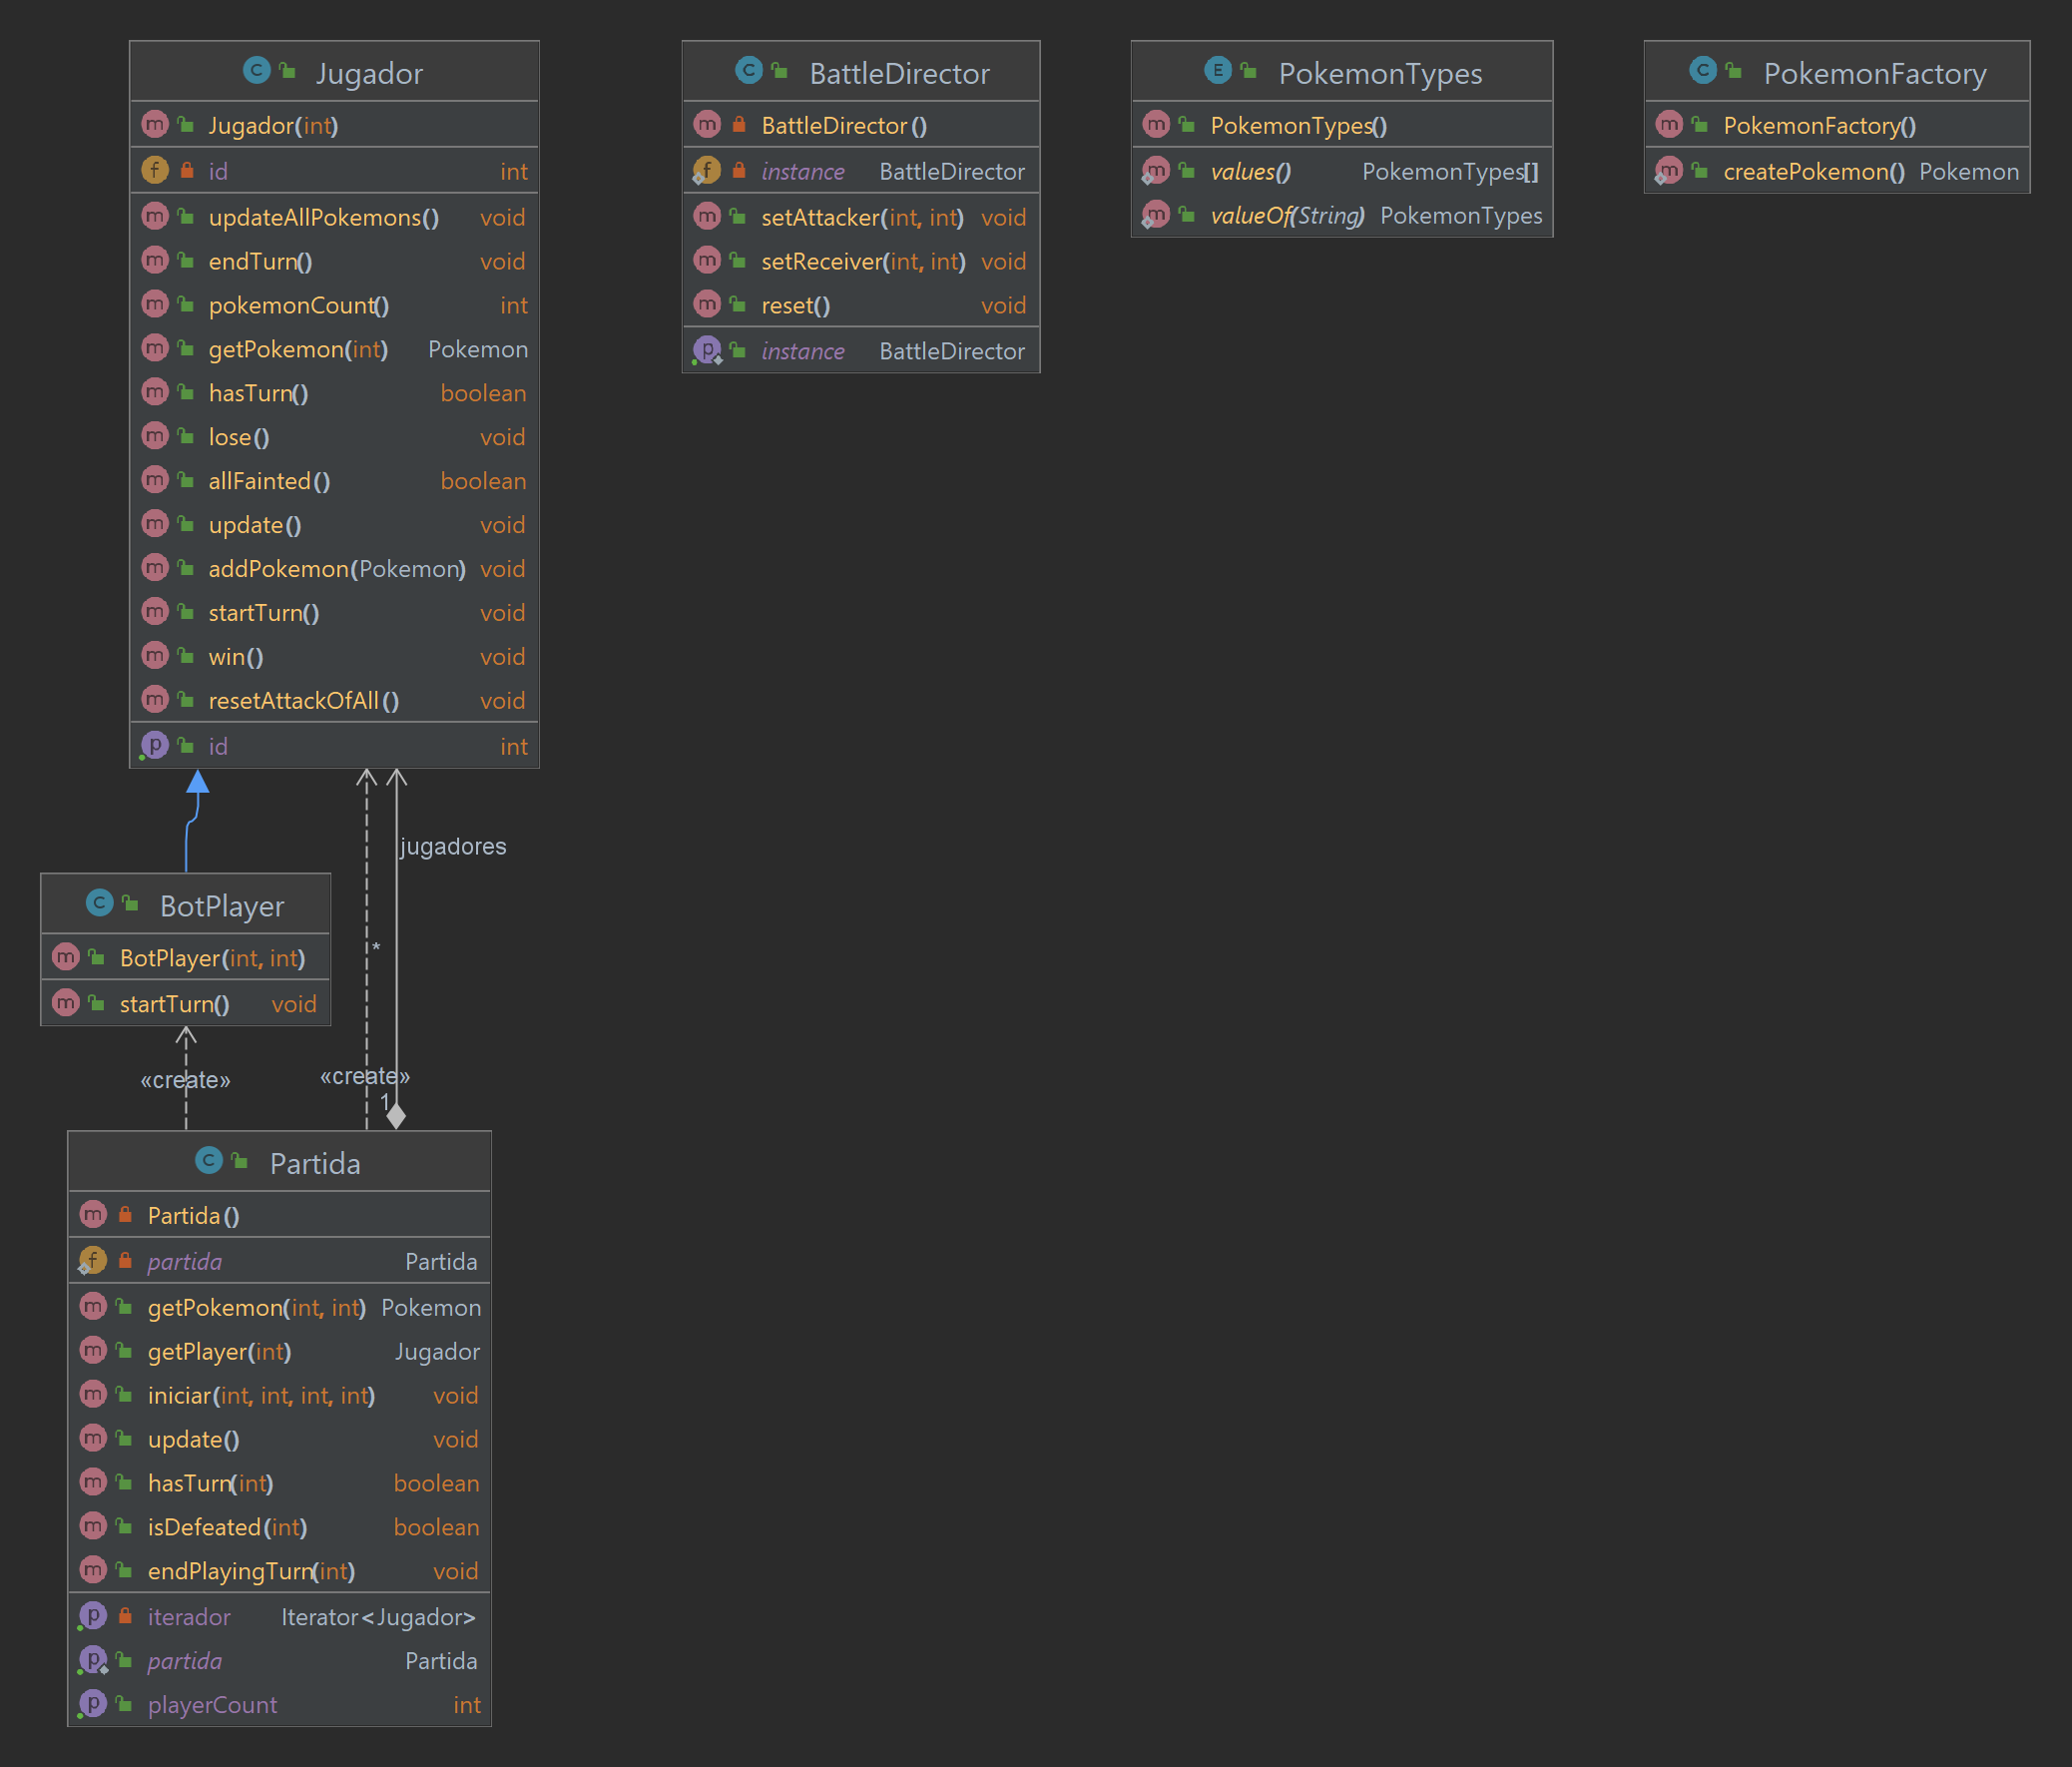 Jugador
Jugador(int)
id int
updateAllPokemons() void
endTurn() void
pokemonCount() int
getPokemon(int) Pokemon
hasTurn() boolean
lose() void
allFainted() boolean
update() void
addPokemon(Pokemon) void
startTurn() void
win() void
resetAttackOfAll() void
id int
BattleDirector
BattleDirector()
instance BattleDirector
setAttacker(int, int) void
setReceiver(int, int) void
reset() void
instance BattleDirector
PokemonTypes
PokemonTypes()
values() PokemonTypes[]
valueOf(String) PokemonTypes
PokemonFactory
PokemonFactory()
createPokemon() Pokemon
jugadores
BotPlayer
BotPlayer(int, int)
startTurn() void
*
«create»
«create»
1
Partida
Partida()
partida Partida
getPokemon(int, int) Pokemon
getPlayer(int) Jugador
iniciar(int, int, int, int) void
update() void
hasTurn(int) boolean
isDefeated(int) boolean
endPlayingTurn(int) void
iterador Iterator<Jugador>
partida Partida
playerCount int